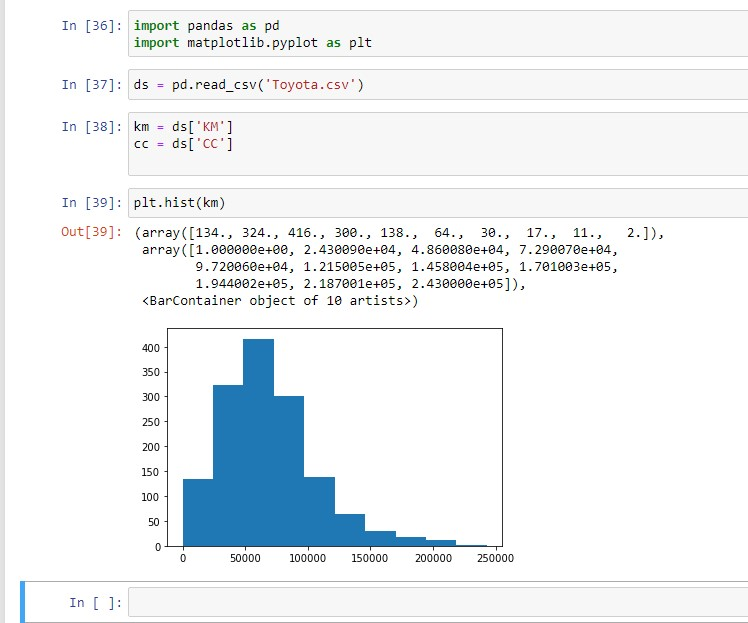 In [36]: import pandas as pd
import matplotlib.pyplot as plt
In [37]: ds = pd.read_csv('Toyota.csv')
In [38]: km = ds['KM']
cc = ds['CC']
In [39]: plt.hist(km)
Out[39]: (array([134., 324., 416., 300., 138., 64., 30., 17., 11., 2.]),
array([1.000000e+00, 2.430090e+04, 4.860080e+04, 7.290070e+04,
9.720060e+04, 1.215005e+05, 1.458004e+05, 1.701003e+05,
1.944002e+05, 2.187001e+05, 2.430000e+05]),
<BarContainer object of 10 artists>)
400
350
300
250
200
150
100
50
0
0 50000 100000 150000 200000 250000
In [ ]: